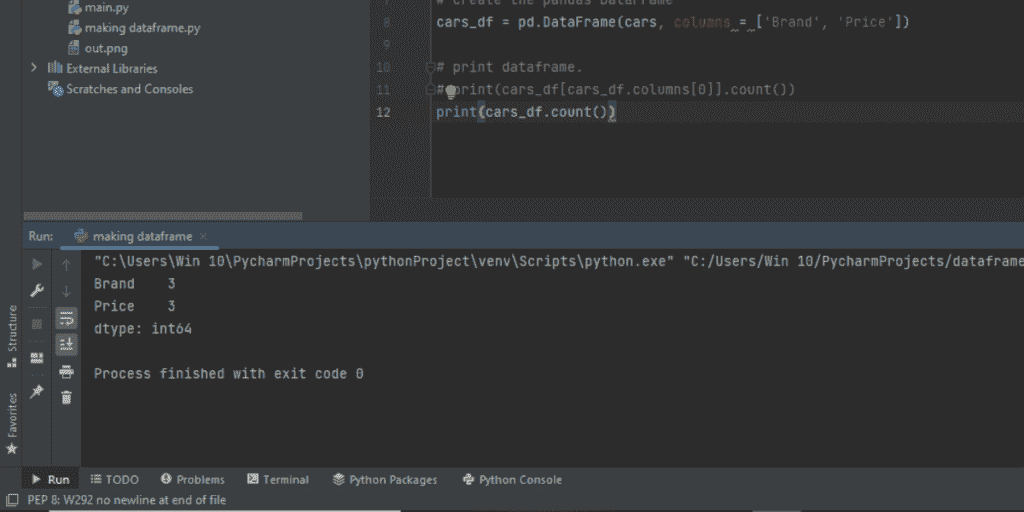 main.py
making dataframe.py
out.png
External Libraries
Scratches and Consoles
# Create the pandas DataFrame
8 cars_df = pd.DataFrame(cars, columns = ['Brand', 'Price'])
9
10 # print dataframe.
11 # print(cars_df[cars_df.columns[0]].count())
12 print(cars_df.count())
Run: making dataframe
"C:\Users\Win 10\PycharmProjects\pythonProject\venv\Scripts\python.exe" "C:/Users/Win 10/PycharmProjects/dataframe
Brand    3
Price    3
dtype: int64
Process finished with exit code 0
Structure
Favorites
Run TODO Problems Terminal Python Packages Python Console
PEP 8: W292 no newline at end of file